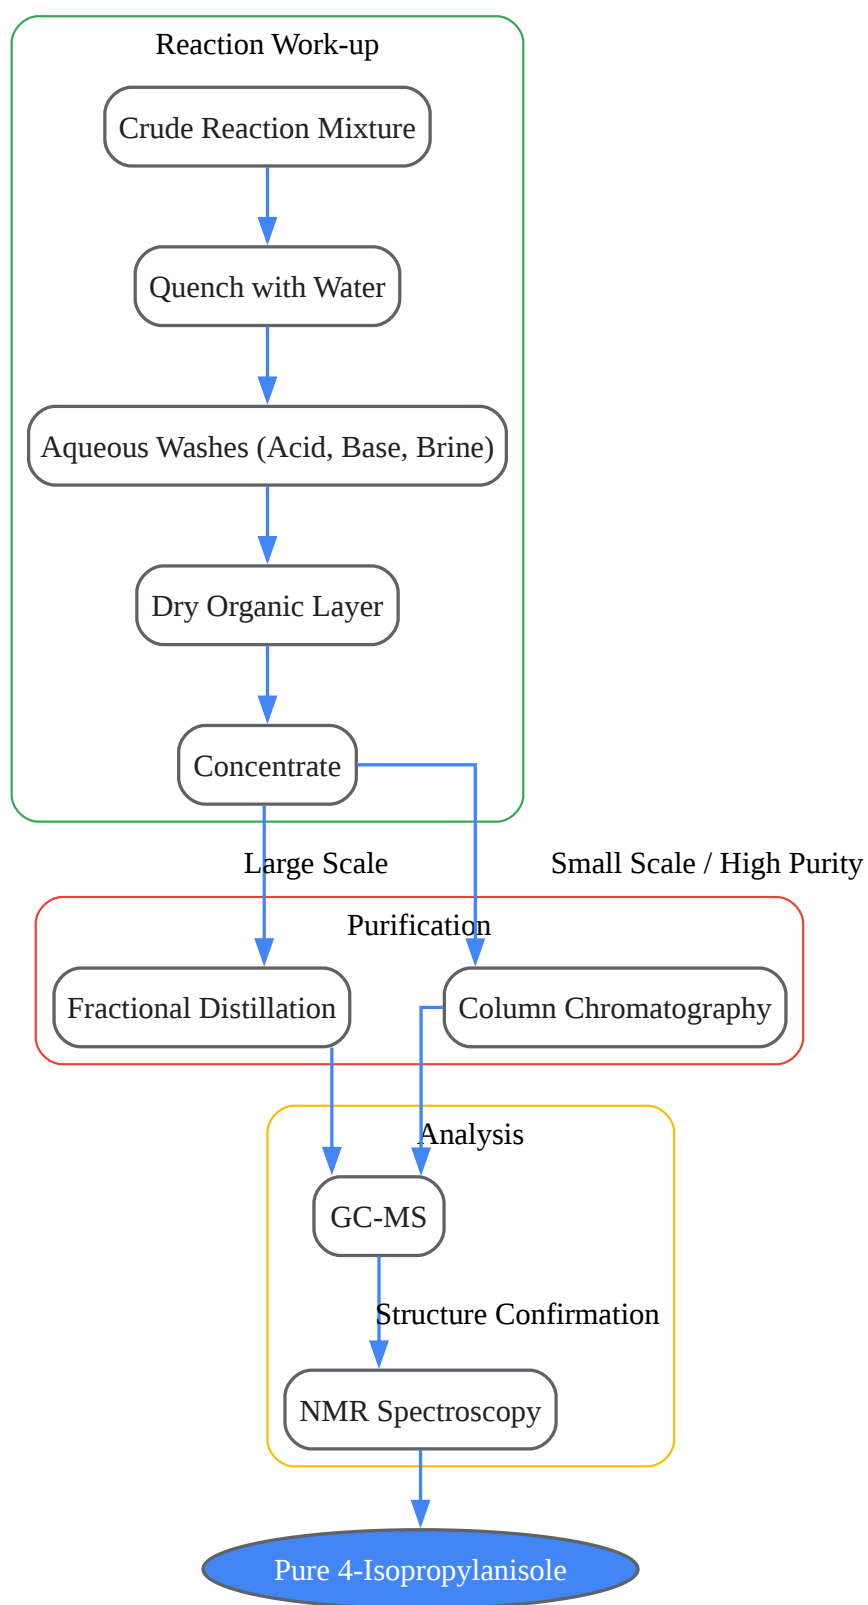 Reaction Work-up
Crude Reaction Mixture
Quench with Water
Aqueous Washes (Acid, Base, Brine)
Dry Organic Layer
Concentrate
Large Scale
Small Scale / High Purity
Purification
Fractional Distillation
Column Chromatography
Analysis
GC-MS
Structure Confirmation
NMR Spectroscopy
Pure 4-Isopropylanisole